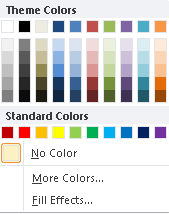 Theme Colors
Standard Colors
No Color
More Colors...
Fill Effects...